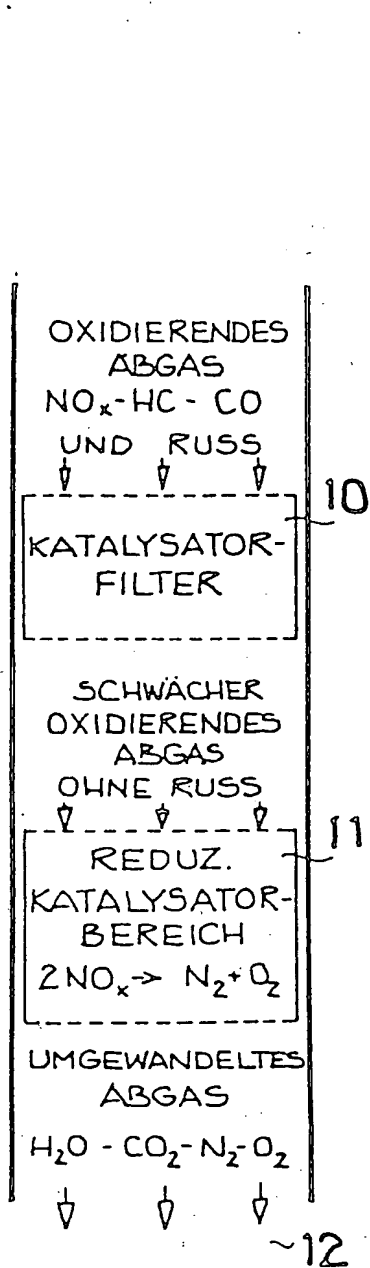 OXIDIERENDES
ABGAS
NOₓ-HC - CO
UND RUSS
10
KATALYSATOR-
FILTER
SCHWÄCHER
OXIDIERENDES
ABGAS
OHNE RUSS
11
REDUZ.
KATALYSATOR-
BEREICH
2NOₓ→ N₂+O₂
UMGEWANDELTES
ABGAS
H₂O - CO₂-N₂-O₂
~12